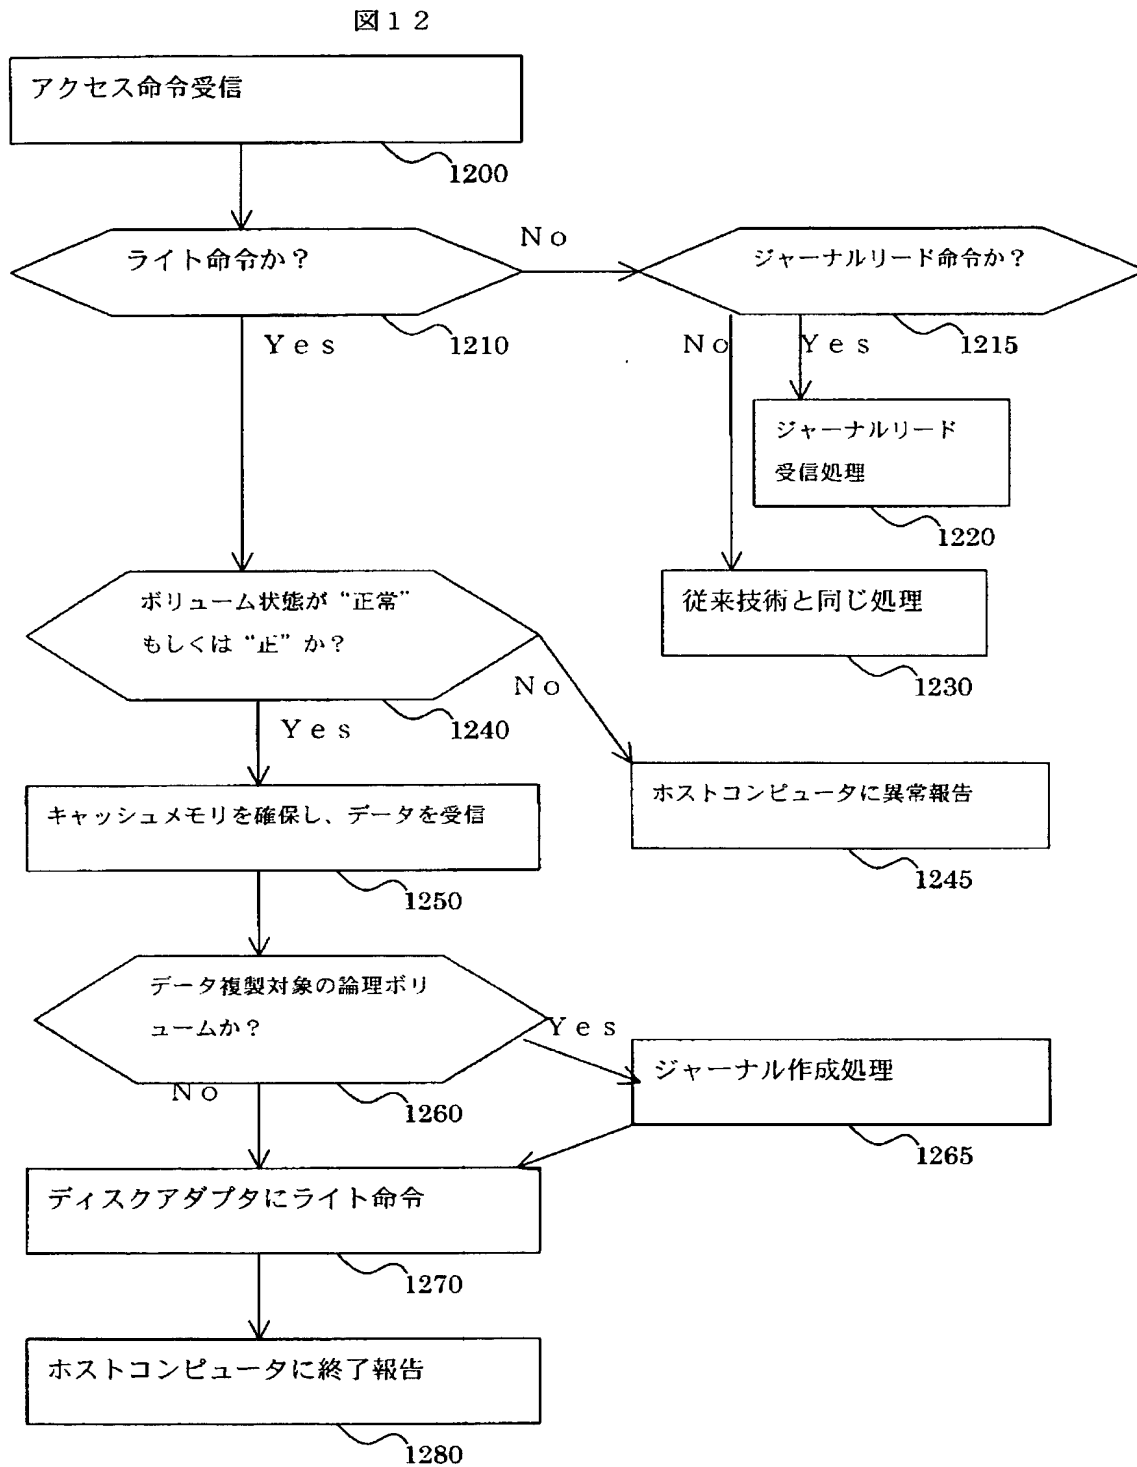 図12
アクセス命令受信
1200
ライト命令か？
No
ジャーナルリード命令か？
Yes
1210
No
Yes
1215
ジャーナルリード
受信処理
1220
ボリューム状態が“正常”
もしくは“正”か？
従来技術と同じ処理
1230
No
Yes
1240
キャッシュメモリを確保し、データを受信
ホストコンピュータに異常報告
1250
1245
データ複製対象の論理ボリ
ュームか？
Yes
ジャーナル作成処理
No
1260
1265
ディスクアダプタにライト命令
1270
ホストコンピュータに終了報告
1280